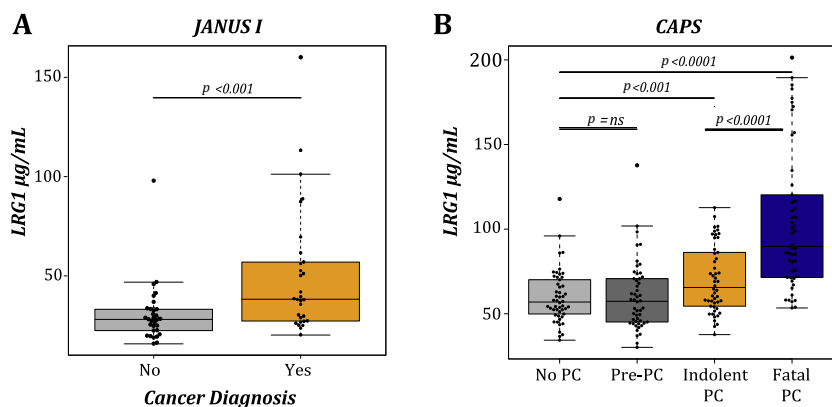 A
JANUS I
LRG1 µg/mL
150
100
50
p <0.001
No
Yes
Cancer Diagnosis
B
CAPS
LRG1 µg/mL
200
150
100
50
p <0.0001
p <0.001
p =ns
p <0.0001
No PC
Pre-PC
Indolent
PC
Fatal
PC